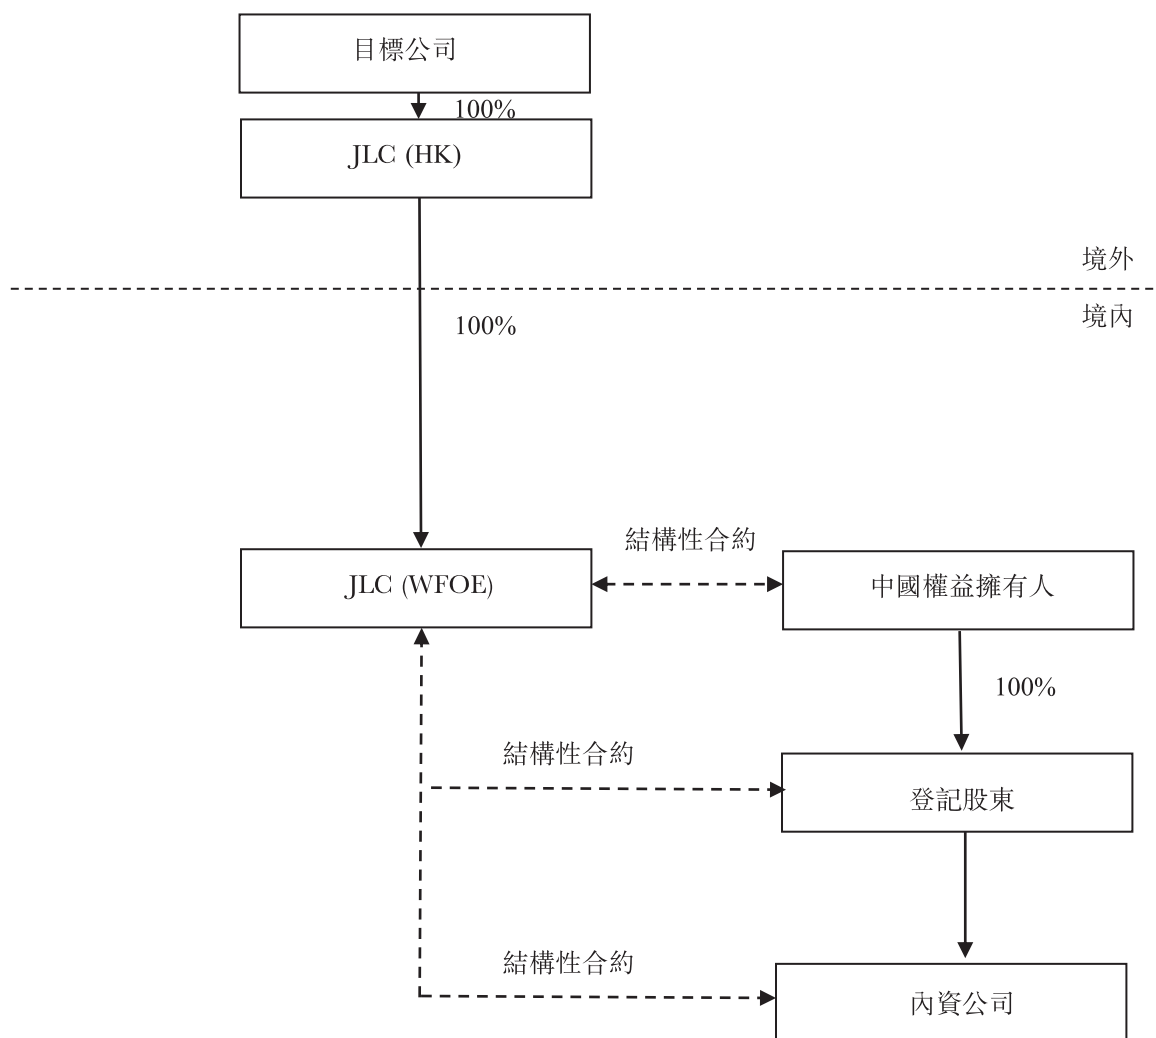 目標公司
100%
JLC (HK)
境外
境內
100%
結構性合約
JLC (WFOE)
中國權益擁有人
100%
結構性合約
登記股東
結構性合約
內資公司